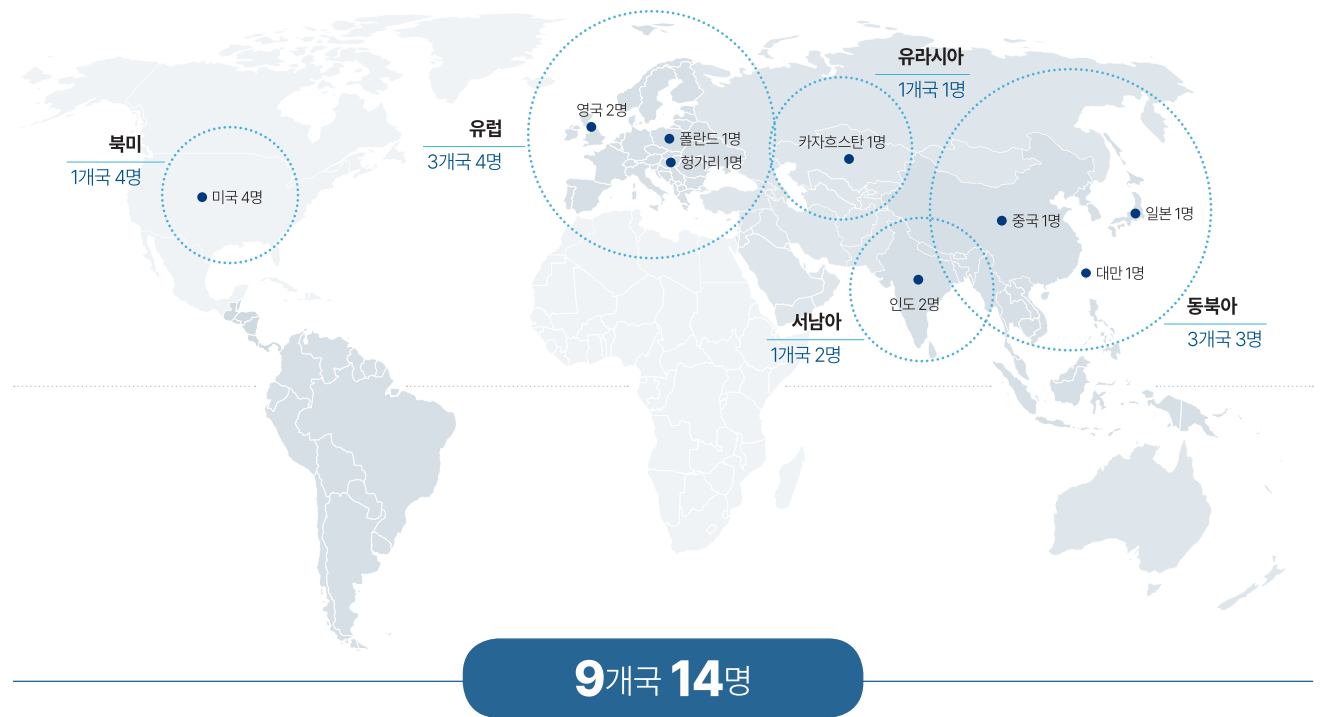 북미
1개국 4명
미국 4명
유럽
3개국 4명
영국 2명
폴란드 1명
헝가리 1명
유라시아
1개국 1명
카자흐스탄 1명
서남아
1개국 2명
인도 2명
동북아
3개국 3명
중국 1명
일본 1명
대만 1명
9개국 14명